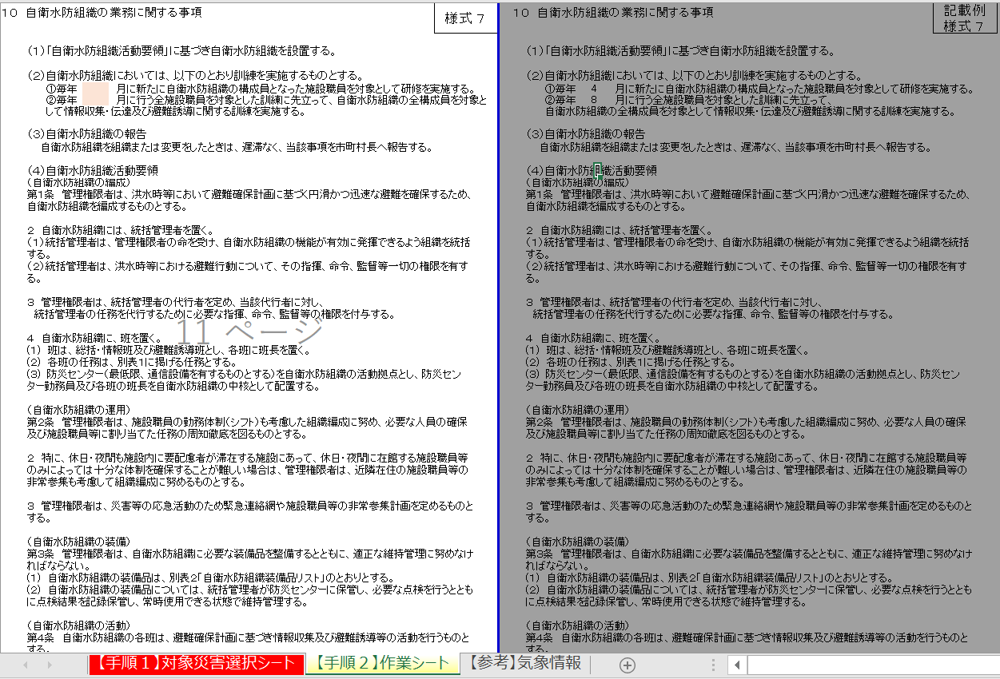 10 自衛水防組織の業務に関する事項
様式 7
(1)「自衛水防組織活動要領」に基づき自衛水防組織を設置する。
(2)自衛水防組織においては、以下のとおり訓練を実施するものとする。
①毎年 月に新たに自衛水防組織の構成員となった施設職員を対象として研修を実施する。
②毎年 月に行う全施設職員を対象とした訓練に先立って、自衛水防組織の全構成員を対象と
して情報収集・伝達及び避難誘導に関する訓練を実施する。
(3)自衛水防組織の報告
自衛水防組織を組織または変更をしたときは、遅滞なく、当該事項を市町村長へ報告する。
(4)自衛水防組織活動要領
(自衛水防組織の編成)
第1条 管理権限者は、洪水時等において避難確保計画に基づく円滑かつ迅速な避難を確保するため、
自衛水防組織を編成するものとする。
2 自衛水防組織には、統括管理者を置く。
(1)統括管理者は、管理権限者の命を受け、自衛水防組織の機能が有効に発揮できるよう組織を統括
する。
(2)統括管理者は、洪水時等における避難行動について、その指揮、命令、監督等一切の権限を有す
る。
3 管理権限者は、統括管理者の代行者を定め、当該代行者に対し、
統括管理者の任務を代行するために必要な指揮、命令、監督等の権限を付与する。
11 ページ
4 自衛水防組織に、班を置く。
(1) 班は、総括・情報班及び避難誘導班とし、各班に班長を置く。
(2) 各班の任務は、別表1に掲げる任務とする。
(3) 防災センター(最低限、通信設備を有するものとする)を自衛水防組織の活動拠点とし、防災セン
ター勤務員及び各班の班長を自衛水防組織の中核として配置する。
(自衛水防組織の運用)
第2条 管理権限者は、施設職員の勤務体制(シフト)も考慮した組織編成に努め、必要な人員の確保
及び施設職員等に割り当てた任務の周知徹底を図るものとする。
2 特に、休日・夜間も施設内に要配慮者が滞在する施設にあって、休日・夜間に在館する施設職員等
のみによっては十分な体制を確保することが難しい場合は、管理権限者は、近隣在住の施設職員等の
非常参集も考慮して組織編成に努めるものとする。
3 管理権限者は、災害等の応急活動のため緊急連絡網や施設職員等の非常参集計画を定めるものと
する。
(自衛水防組織の装備)
第3条 管理権限者は、自衛水防組織に必要な装備品を整備するとともに、適正な維持管理に努めなけ
ればならない。
(1) 自衛水防組織の装備品は、別表2「自衛水防組織装備品リスト」のとおりとする。
(2) 自衛水防組織の装備品については、統括管理者が防災センターに保管し、必要な点検を行うととも
に点検結果を記録保管し、常時使用できる状態で維持管理する。
(自衛水防組織の活動)
第4条 自衛水防組織の各班は、避難確保計画に基づき情報収集及び避難誘導等の活動を行うものと
する。
10 自衛水防組織の業務に関する事項
記載例
様式 7
(1)「自衛水防組織活動要領」に基づき自衛水防組織を設置する。
(2)自衛水防組織においては、以下のとおり訓練を実施するものとする。
①毎年 4 月に新たに自衛水防組織の構成員となった施設職員を対象として研修を実施する。
②毎年 8 月に行う全施設職員を対象とした訓練に先立って、
自衛水防組織の全構成員を対象として情報収集・伝達及び避難誘導に関する訓練を実施する。
(3)自衛水防組織の報告
自衛水防組織を組織または変更をしたときは、遅滞なく、当該事項を市町村長へ報告する。
(4)自衛水防組織活動要領
(自衛水防組織の編成)
第1条 管理権限者は、洪水時等において避難確保計画に基づく円滑かつ迅速な避難を確保するため、
自衛水防組織を編成するものとする。
2 自衛水防組織には、統括管理者を置く。
(1)統括管理者は、管理権限者の命を受け、自衛水防組織の機能が有効に発揮できるよう組織を統括
する。
(2)統括管理者は、洪水時等における避難行動について、その指揮、命令、監督等一切の権限を有す
る。
3 管理権限者は、統括管理者の代行者を定め、当該代行者に対し、
統括管理者の任務を代行するために必要な指揮、命令、監督等の権限を付与する。
4 自衛水防組織に、班を置く。
(1) 班は、総括・情報班及び避難誘導班とし、各班に班長を置く。
(2) 各班の任務は、別表1に掲げる任務とする。
(3) 防災センター(最低限、通信設備を有するものとする)を自衛水防組織の活動拠点とし、防災セン
ター勤務員及び各班の班長を自衛水防組織の中核として配置する。
(自衛水防組織の運用)
第2条 管理権限者は、施設職員の勤務体制(シフト)も考慮した組織編成に努め、必要な人員の確保
及び施設職員等に割り当てた任務の周知徹底を図るものとする。
2 特に、休日・夜間も施設内に要配慮者が滞在する施設にあって、休日・夜間に在館する施設職員等
のみによっては十分な体制を確保することが難しい場合は、管理権限者は、近隣在住の施設職員等の
非常参集も考慮して組織編成に努めるものとする。
3 管理権限者は、災害等の応急活動のため緊急連絡網や施設職員等の非常参集計画を定めるものと
する。
(自衛水防組織の装備)
第3条 管理権限者は、自衛水防組織に必要な装備品を整備するとともに、適正な維持管理に努めなけ
ればならない。
(1) 自衛水防組織の装備品は、別表2「自衛水防組織装備品リスト」のとおりとする。
(2) 自衛水防組織の装備品については、統括管理者が防災センターに保管し、必要な点検を行うととも
に点検結果を記録保管し、常時使用できる状態で維持管理する。
(自衛水防組織の活動)
第4条 自衛水防組織の各班は、避難確保計画に基づき情報収集及び避難誘導等の活動を行うものと
する。
【手順1】対象災害選択シート
【手順2】作業シート
【参考】気象情報